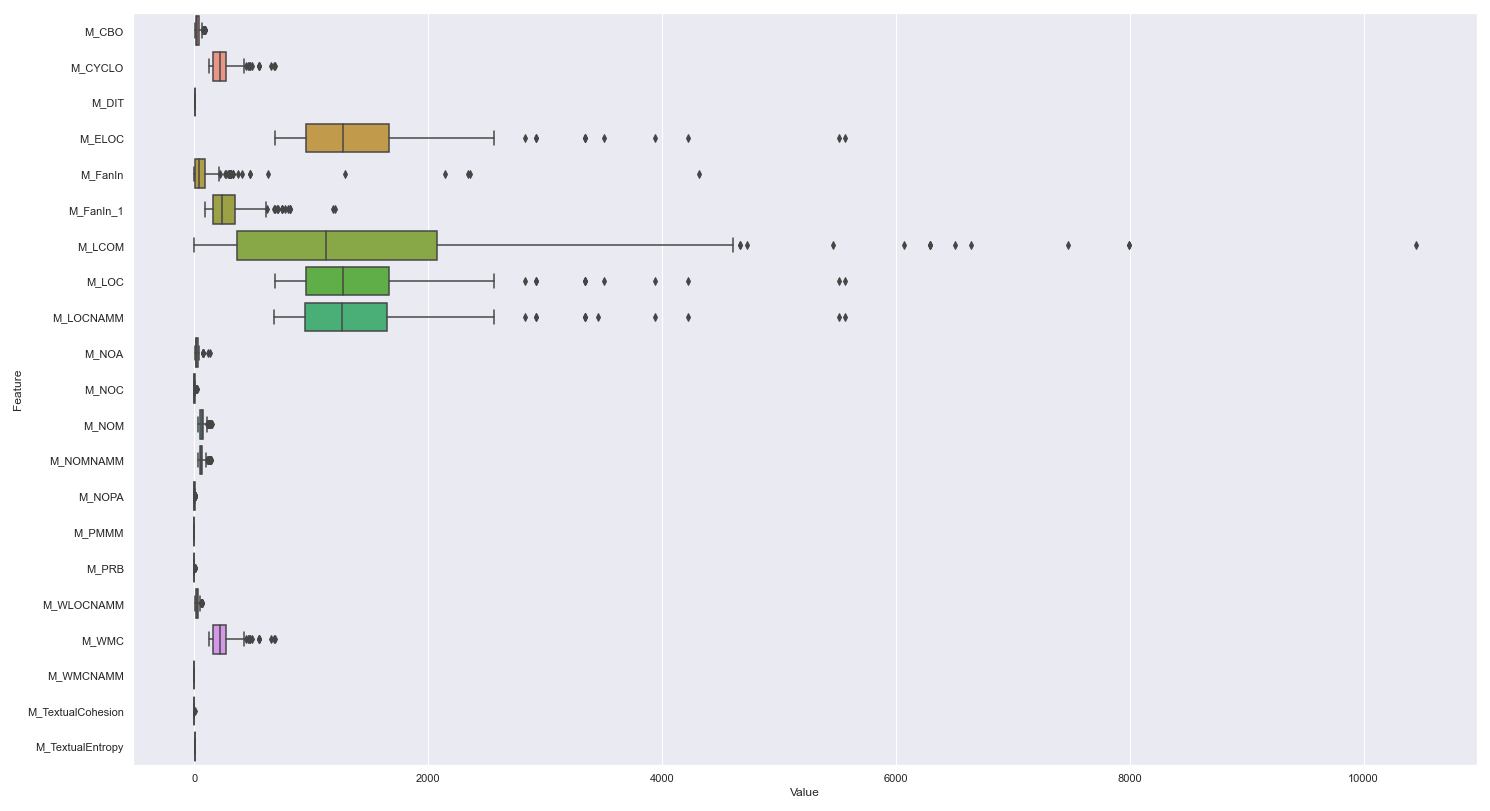 M_CBO
M_CYCLO
M_DIT
M_ELOC
M_FanIn
M_FanIn_1
M_LCOM
M_LOC
M_LOCNAMM
M_NOA
M_NOC
M_NOM
M_NOMNAMM
M_NOPA
M_PMMM
M_PRB
M_WLOCNAMM
M_WMC
M_WMCNAMM
M_TextualCohesion
M_TextualEntropy
Feature
0 2000 4000 6000 8000 10000
Value